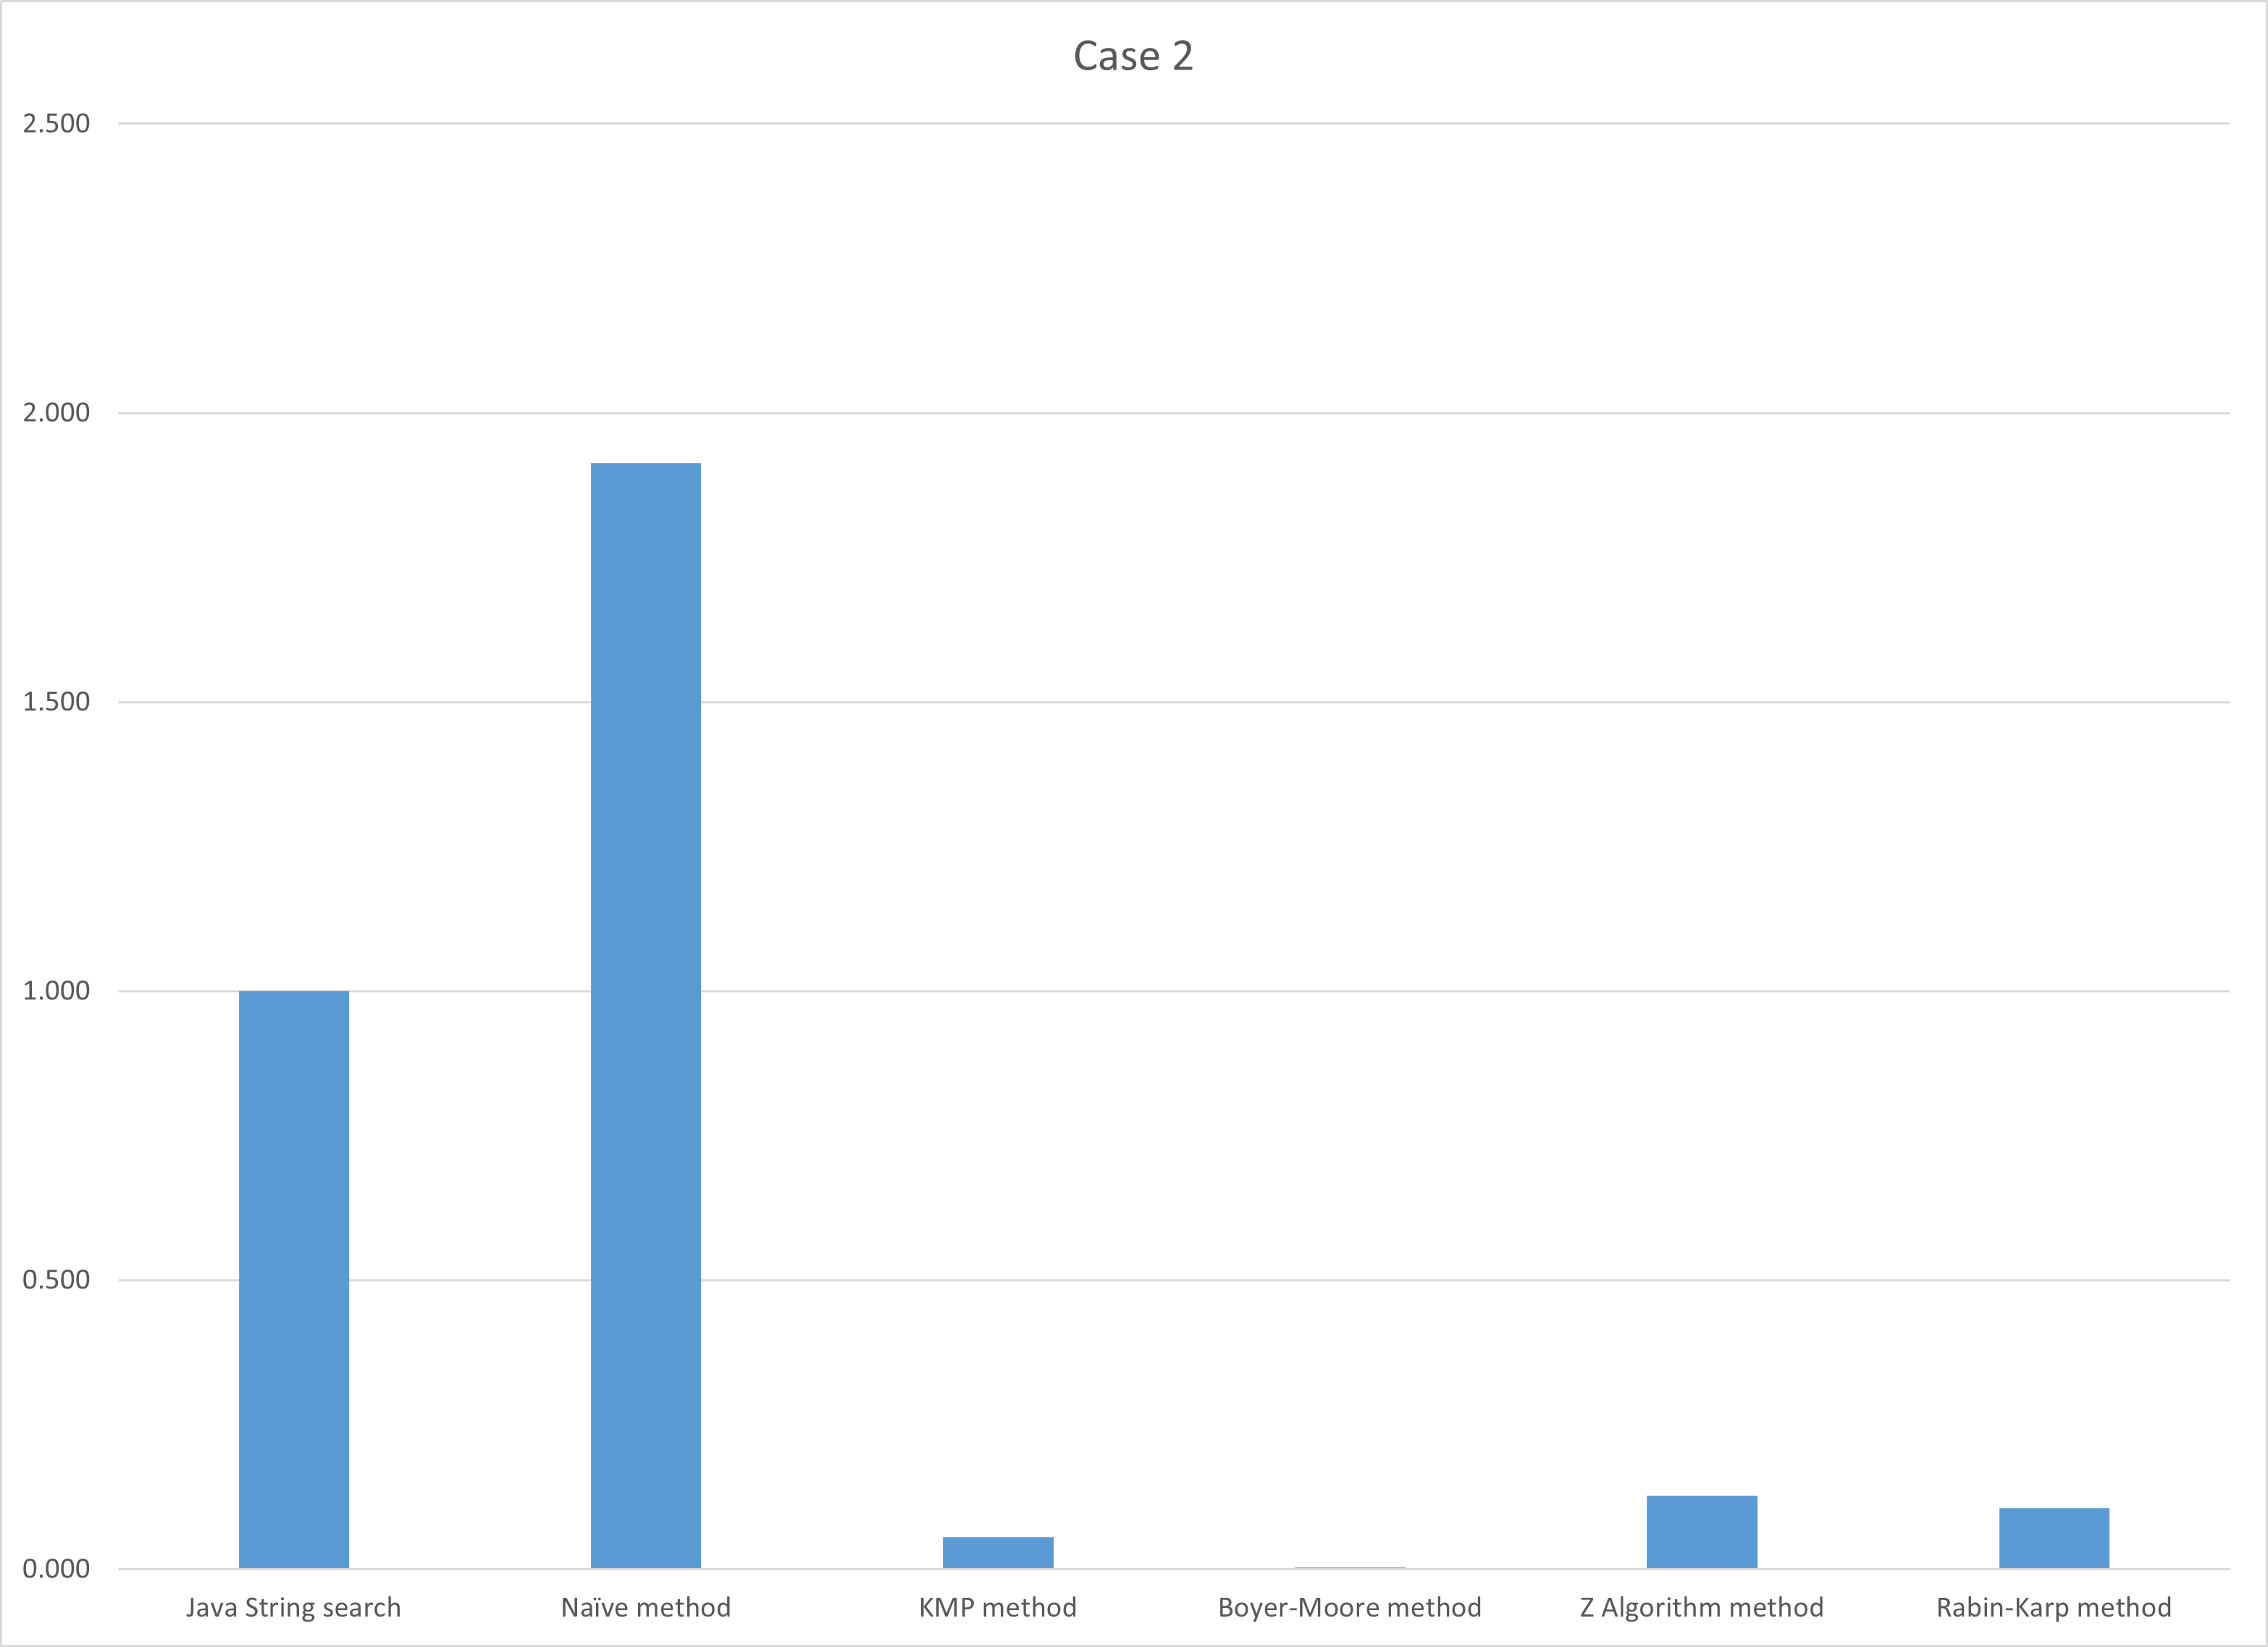 Case 2
2.500
2.000
1.500
1.000
0.500
0.000
Java String search
Naïve method
KMP method
Boyer-Moore method
Z Algorithm method
Rabin-Karp method